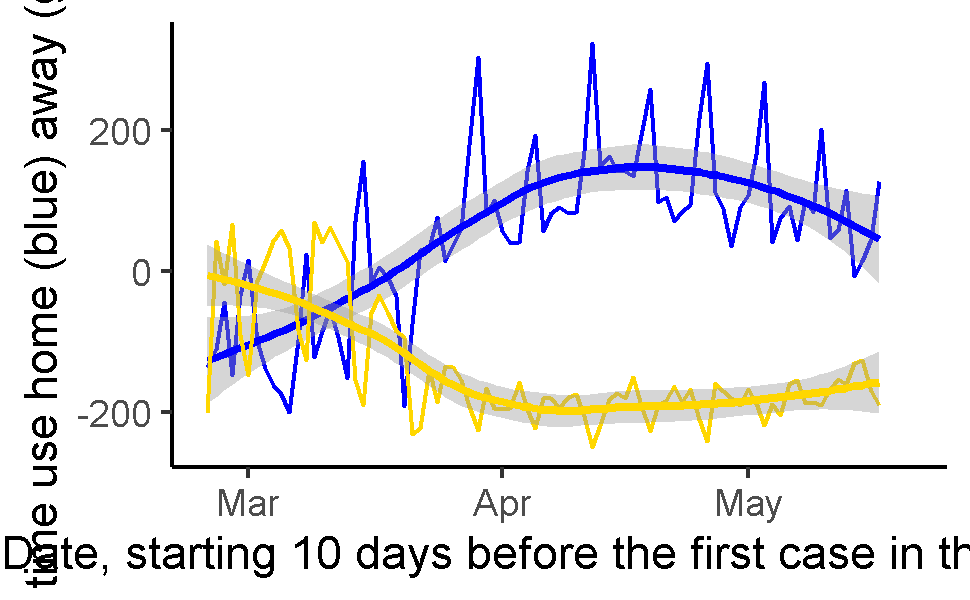 time use home (blue) away (
200
0
-200
Mar Apr May
Date, starting 10 days before the first case in th